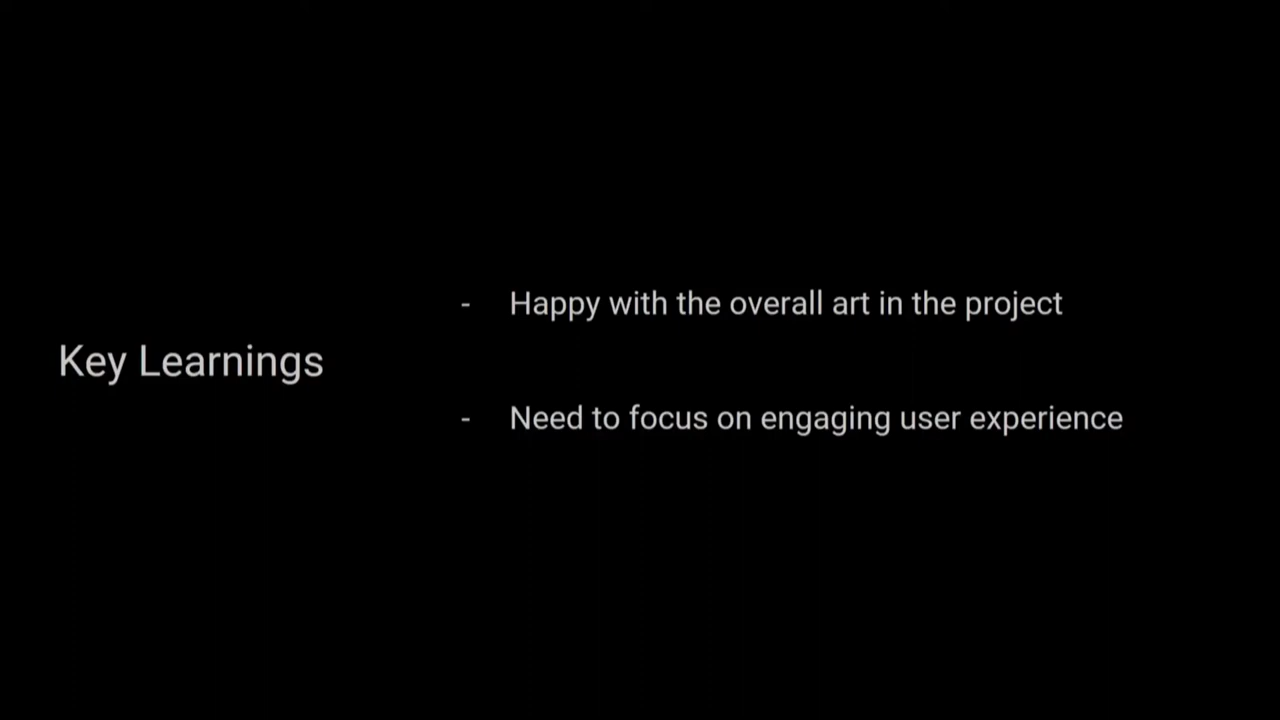 Key Learnings
- Happy with the overall art in the project
- Need to focus on engaging user experience